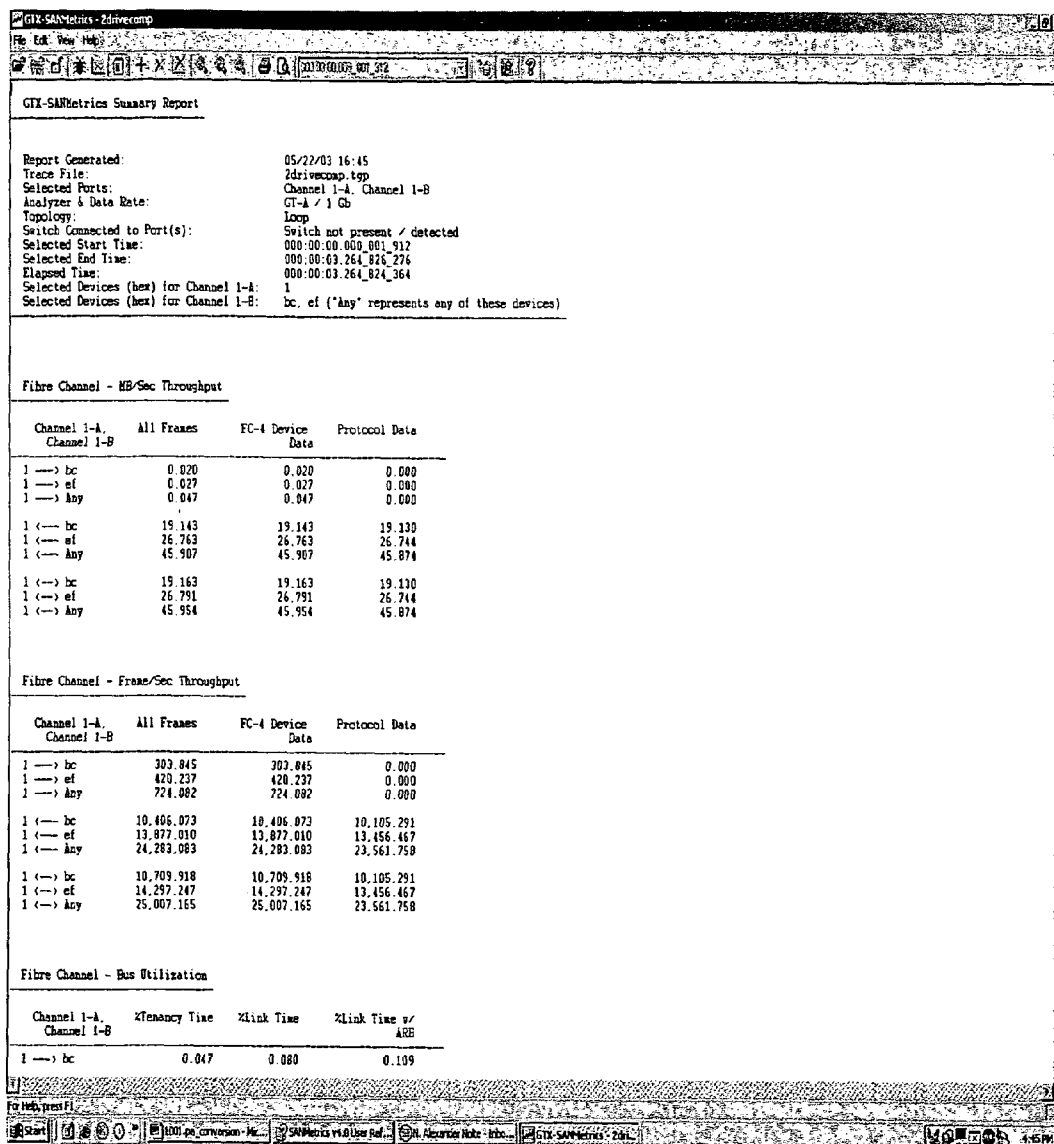 GTX-SANMetrics - 2drivecomp
File Edit View Help
GTX-SANMetrics Summary Report
Report Generated: 05/22/03 16:45
Trace File: 2drivecomp.tgp
Selected Ports: Channel 1-A, Channel 1-B
Analyzer & Data Rate: GT-A / 1 Gb
Topology: Loop
Switch Connected to Port(s): Switch not present / detected
Selected Start Time: 000:00:00.000_001_912
Selected End Time: 000:00:03.264_826_276
Elapsed Time: 000:00:03.264_824_364
Selected Devices (hex) for Channel 1-A: 1
Selected Devices (hex) for Channel 1-B: bc, ef ("Any" represents any of these devices)
Fibre Channel - MB/Sec Throughput
Channel 1-A, All Frames FC-4 Device Protocol Data
Channel 1-B Data
1 ---> bc 0.020 0.020 0.000
1 ---> ef 0.027 0.027 0.000
1 ---> Any 0.047 0.047 0.000
1 <--- bc 19.143 19.143 19.130
1 <--- ef 26.763 26.763 26.744
1 <--- Any 45.907 45.907 45.874
1 <--> bc 19.163 19.163 19.130
1 <--> ef 26.791 26.791 26.744
1 <--> Any 45.954 45.954 45.874
Fibre Channel - Frame/Sec Throughput
Channel 1-A, All Frames FC-4 Device Protocol Data
Channel 1-B Data
1 ---> bc 303.845 303.845 0.000
1 ---> ef 420.237 420.237 0.000
1 ---> Any 724.082 724.082 0.000
1 <--- bc 10,406.073 10,406.073 10,105.291
1 <--- ef 13,877.010 13,877.010 13,456.467
1 <--- Any 24,283.083 24,283.083 23,561.758
1 <--> bc 10,709.918 10,709.918 10,105.291
1 <--> ef 14,297.247 14,297.247 13,456.467
1 <--> Any 25,007.165 25,007.165 23,561.758
Fibre Channel - Bus Utilization
Channel 1-A, %Tenancy Time %Link Time %Link Time w/
Channel 1-B ARB
1 ---> bc 0.047 0.080 0.109
For Help, press F1
Start SANMetrics v1.0 User Ref... N. Alexander Note - Inbo... GTX-SANMetrics - 2dri...